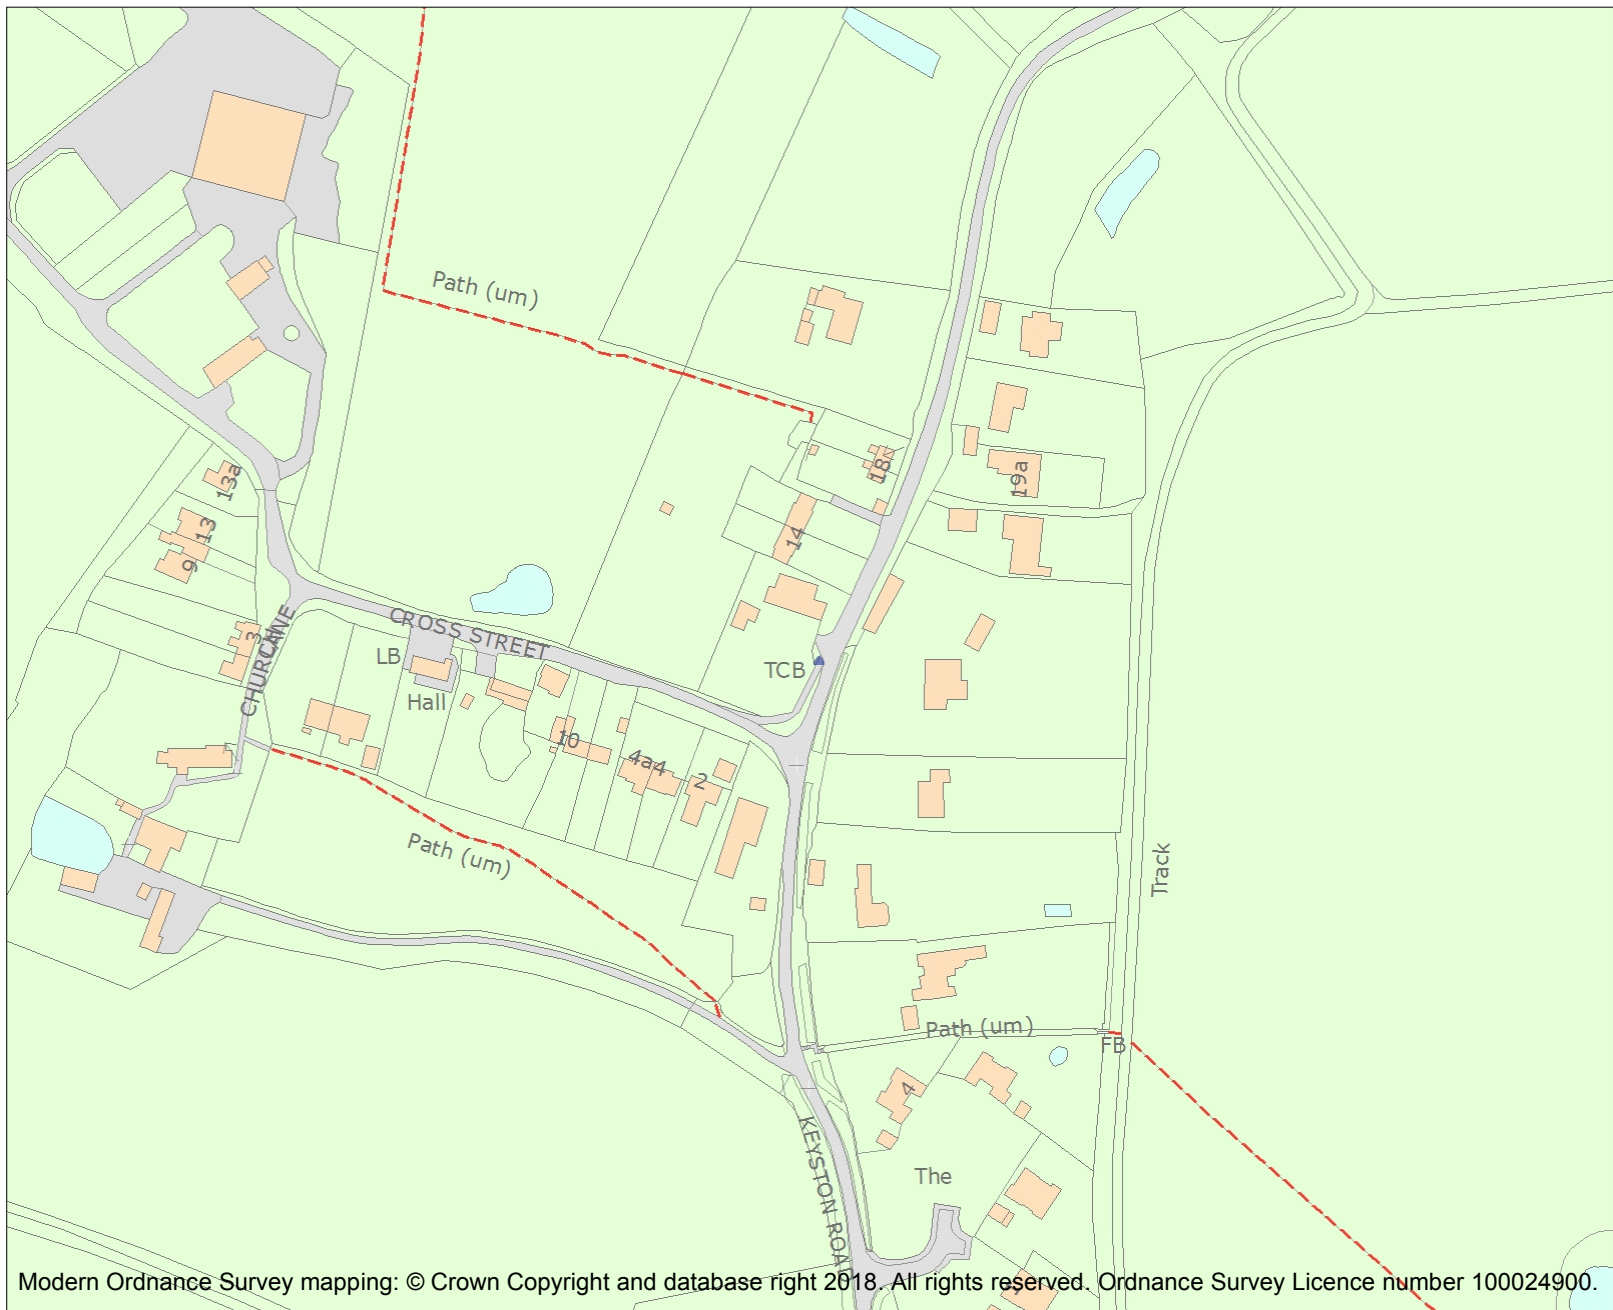 Path (um)
18
13a
19a
13
14
9
CROSS STREET
3
CHURCH LANE
LB
TCB
Hall
10
4a4
2
Path (um)
Track
Path (um)
FB
4
KEYSTON ROAD
The
Modern Ordnance Survey mapping: © Crown Copyright and database right 2018. All rights reserved. Ordnance Survey Licence number 100024900.